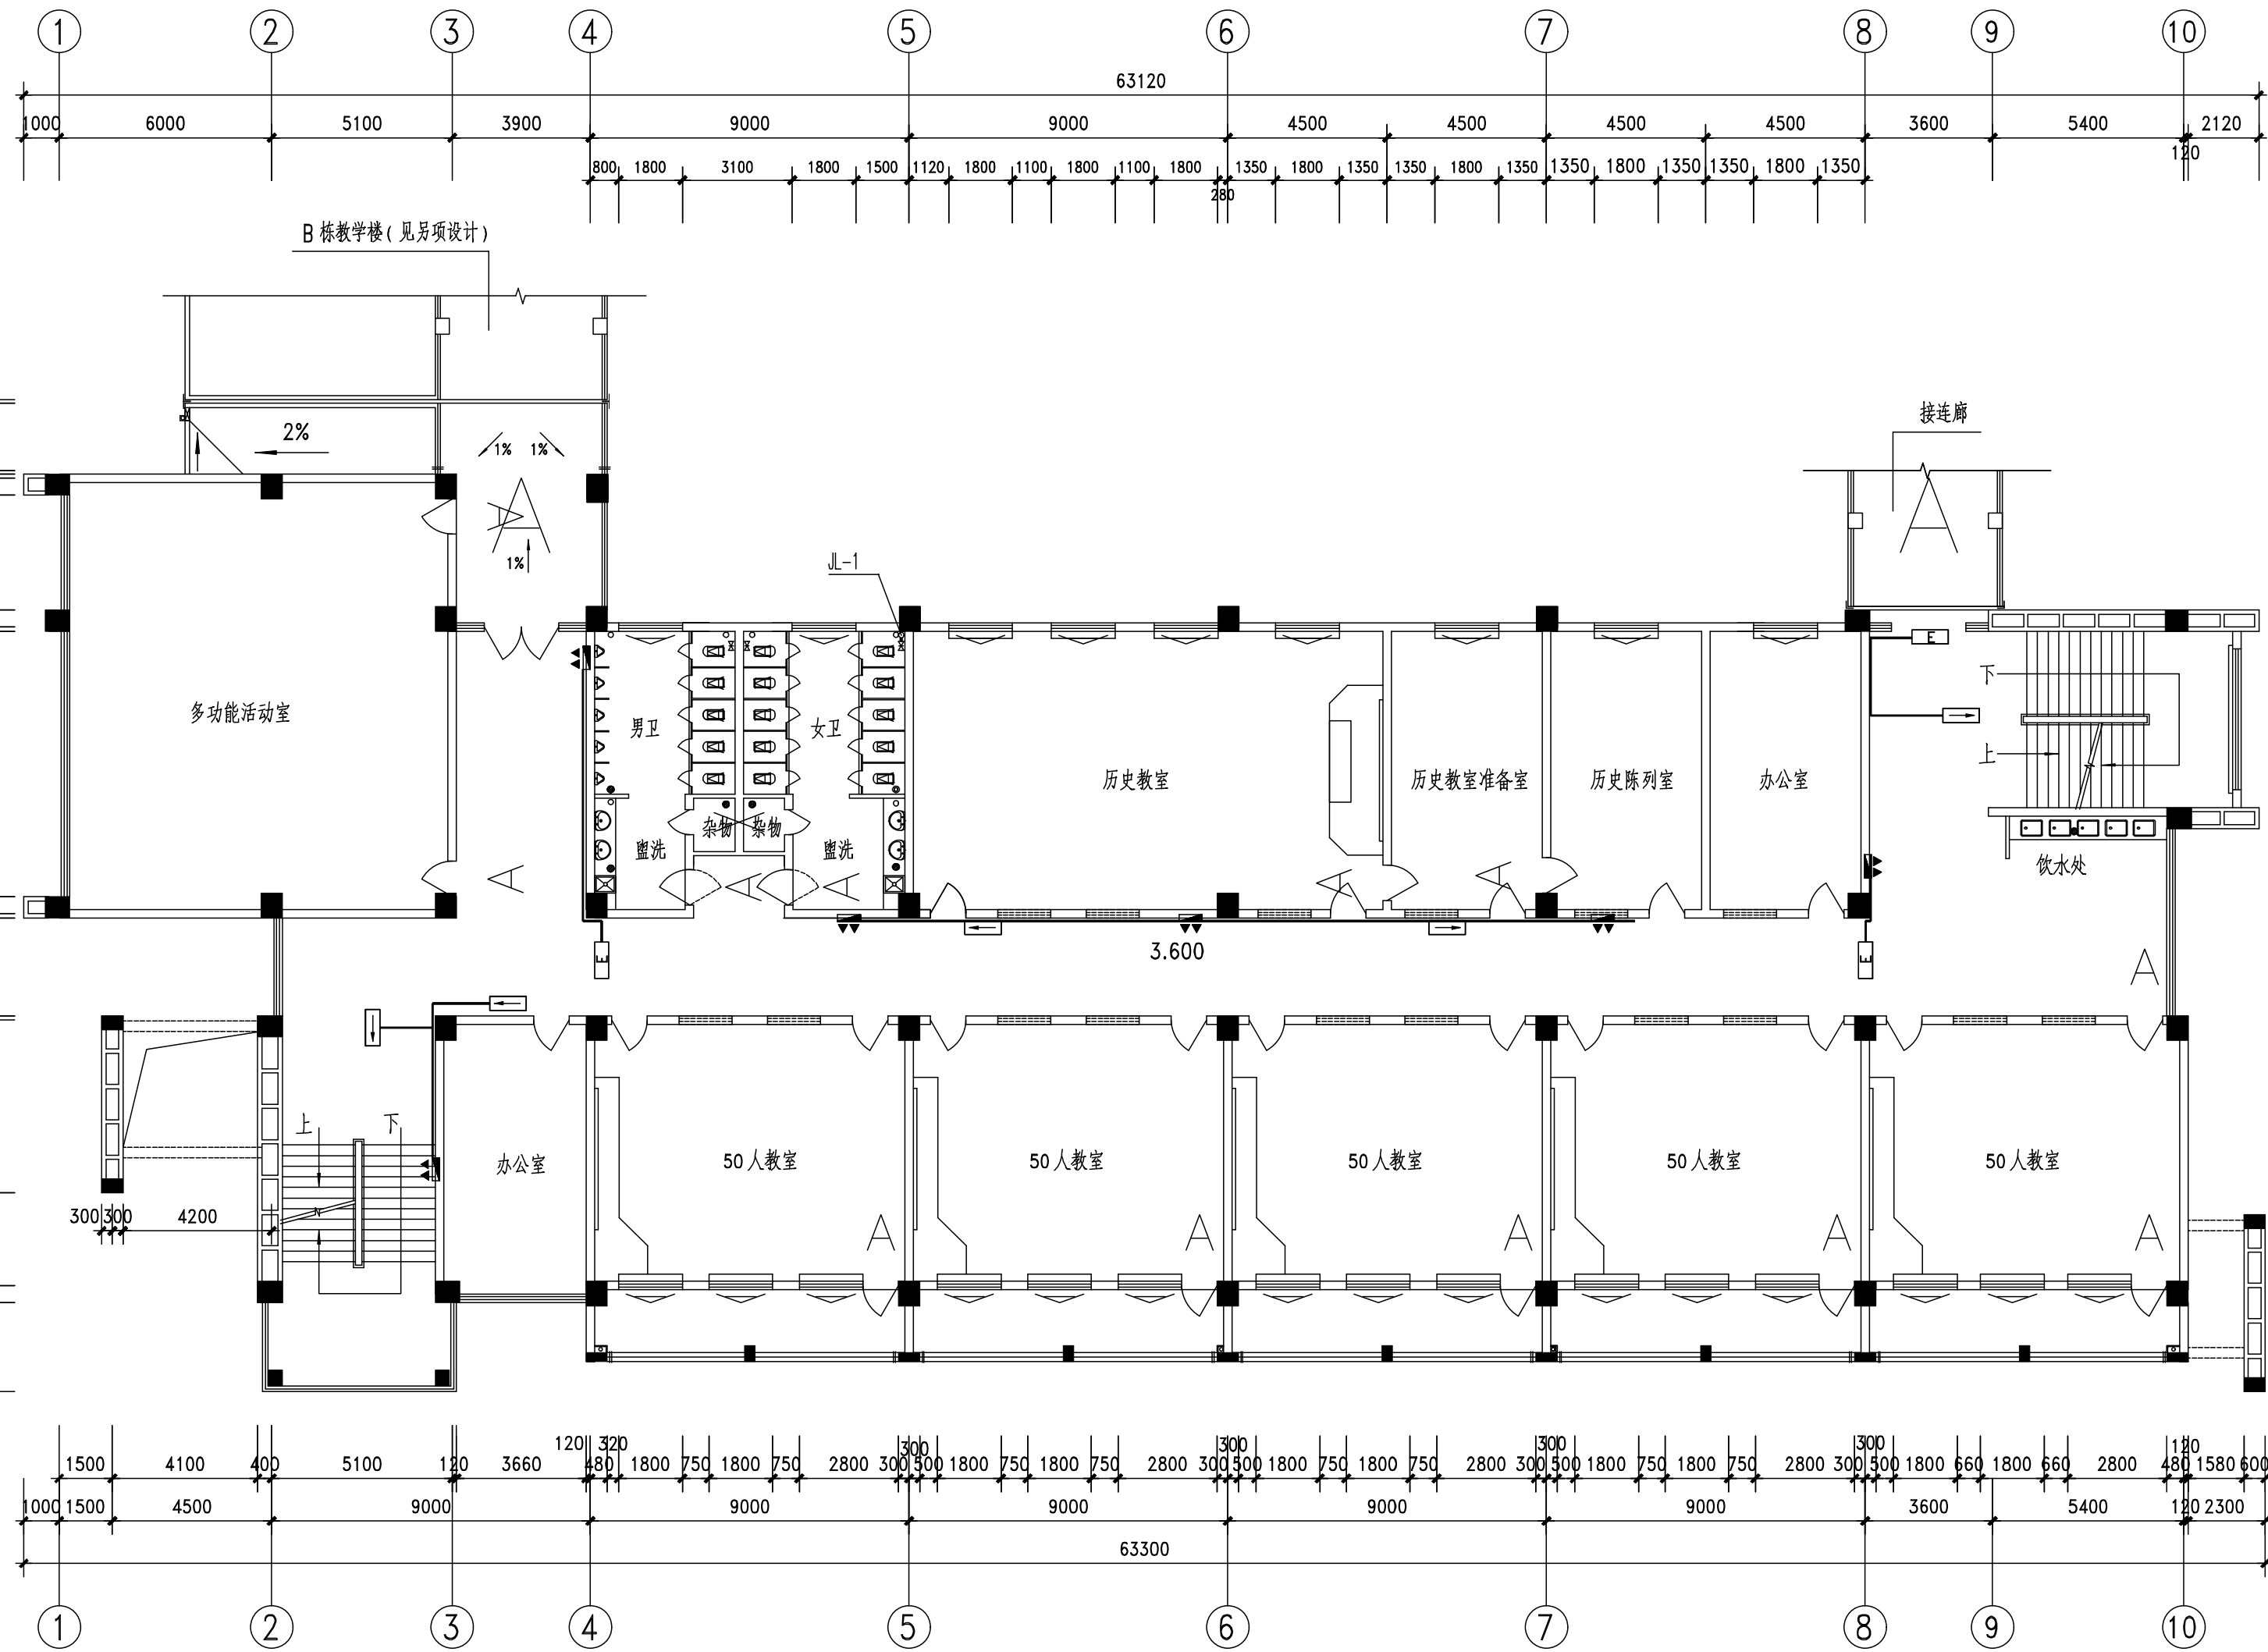 1 2 3 4 5 6 7 8 9 10
63120
1000 6000 5100 3900 9000 9000 4500 4500 4500 4500 3600 5400 2120
120
800 1800 3100 1800 1500 1120 1800 1100 1800 1100 1800 1350 1800 1350 1350 1800 1350 1350 1800 1350 1350 1800 1350
280
B 栋教学楼(见另项设计)
接连廊
2%
1% 1%
A
A
A
1%
JL-1
E
下
多功能活动室
男卫
女卫
上
历史教室
历史教室准备室
历史陈列室
办公室
杂物
杂物
盥洗
盥洗
饮水处
A
A
A
A
A
3.600
E
E
A
上
下
办公室
50人教室
50人教室
50人教室
50人教室
50人教室
300 300 4200
A
A
A
A
A
120 320 300 300 300 300 120
1500 4100 400 5100 120 3660 480 1800 750 1800 750 2800 300 500 1800 750 1800 750 2800 300 500 1800 750 1800 750 2800 300 500 1800 750 1800 750 2800 300 500 1800 660 1800 660 2800 480 1580 600
1000 1500 4500 9000 9000 9000 9000 9000 3600 5400 120 2300
63300
1 2 3 4 5 6 7 8 9 10